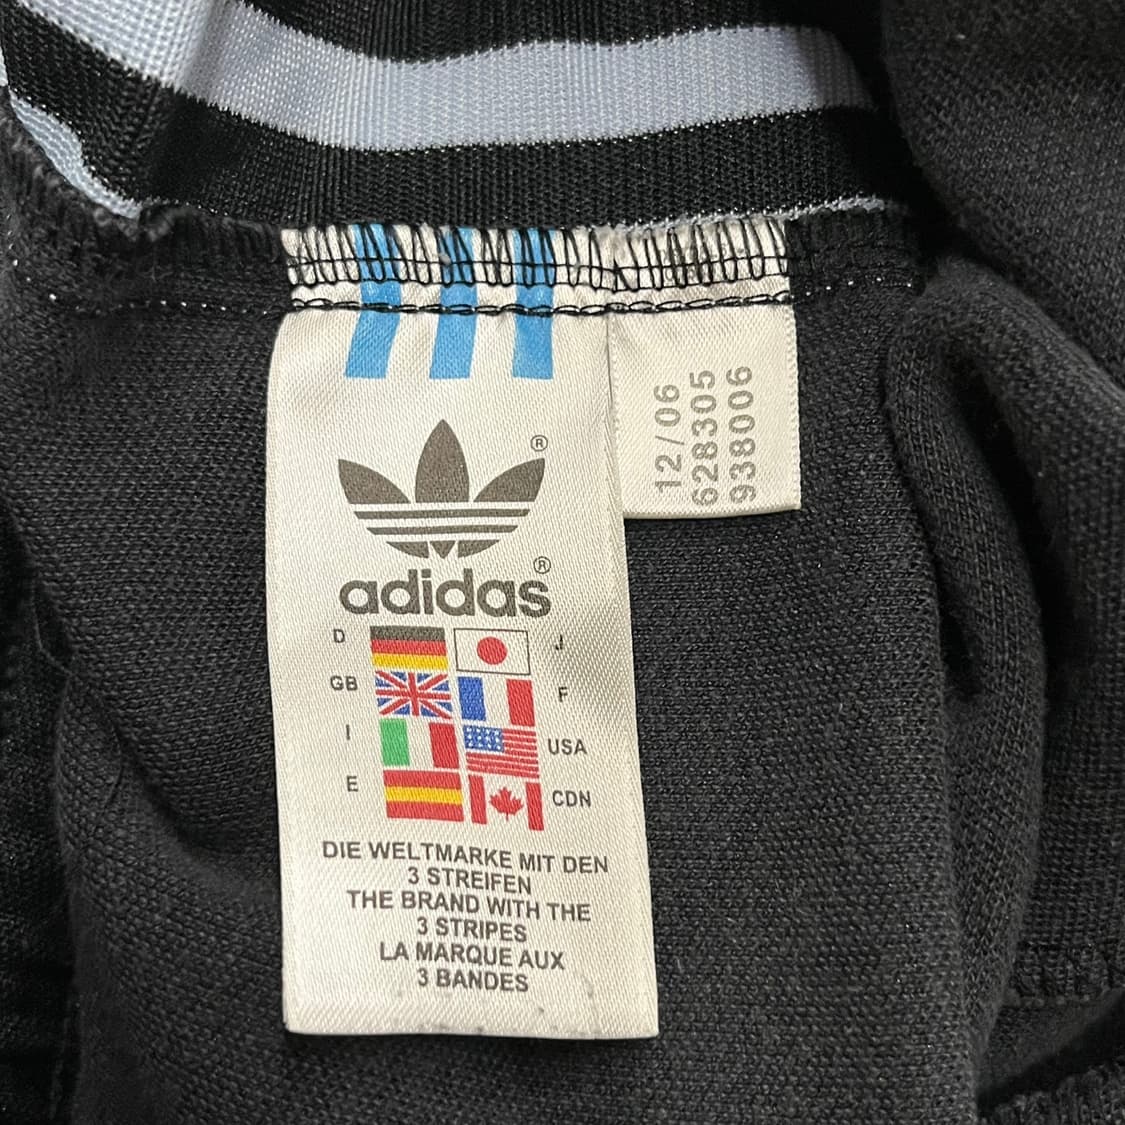 12/06
628305
938006
®
adidas®
D
J
GB
F
I
USA
E
CDN
DIE WELTMARKE MIT DEN
3 STREIFEN
THE BRAND WITH THE
3 STRIPES
LA MARQUE AUX
3 BANDES